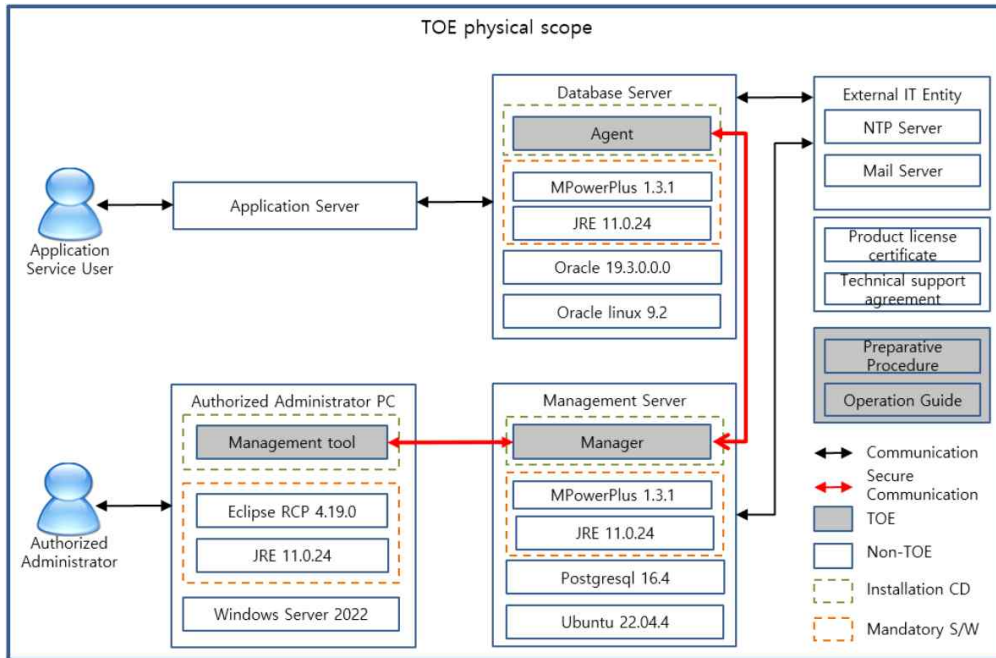 TOE physical scope
Database Server
Agent
MPowerPlus 1.3.1
JRE 11.0.24
Oracle 19.3.0.0.0
Oracle linux 9.2
External IT Entity
NTP Server
Mail Server
Application Server
Application
Service User
Product license
certificate
Technical support
agreement
Preparative
Procedure
Operation Guide
Authorized Administrator PC
Management tool
Eclipse RCP 4.19.0
JRE 11.0.24
Windows Server 2022
Authorized
Administrator
Management Server
Manager
MPowerPlus 1.3.1
JRE 11.0.24
Postgresql 16.4
Ubuntu 22.04.4
Communication
Secure
Communication
TOE
Non-TOE
Installation CD
Mandatory S/W